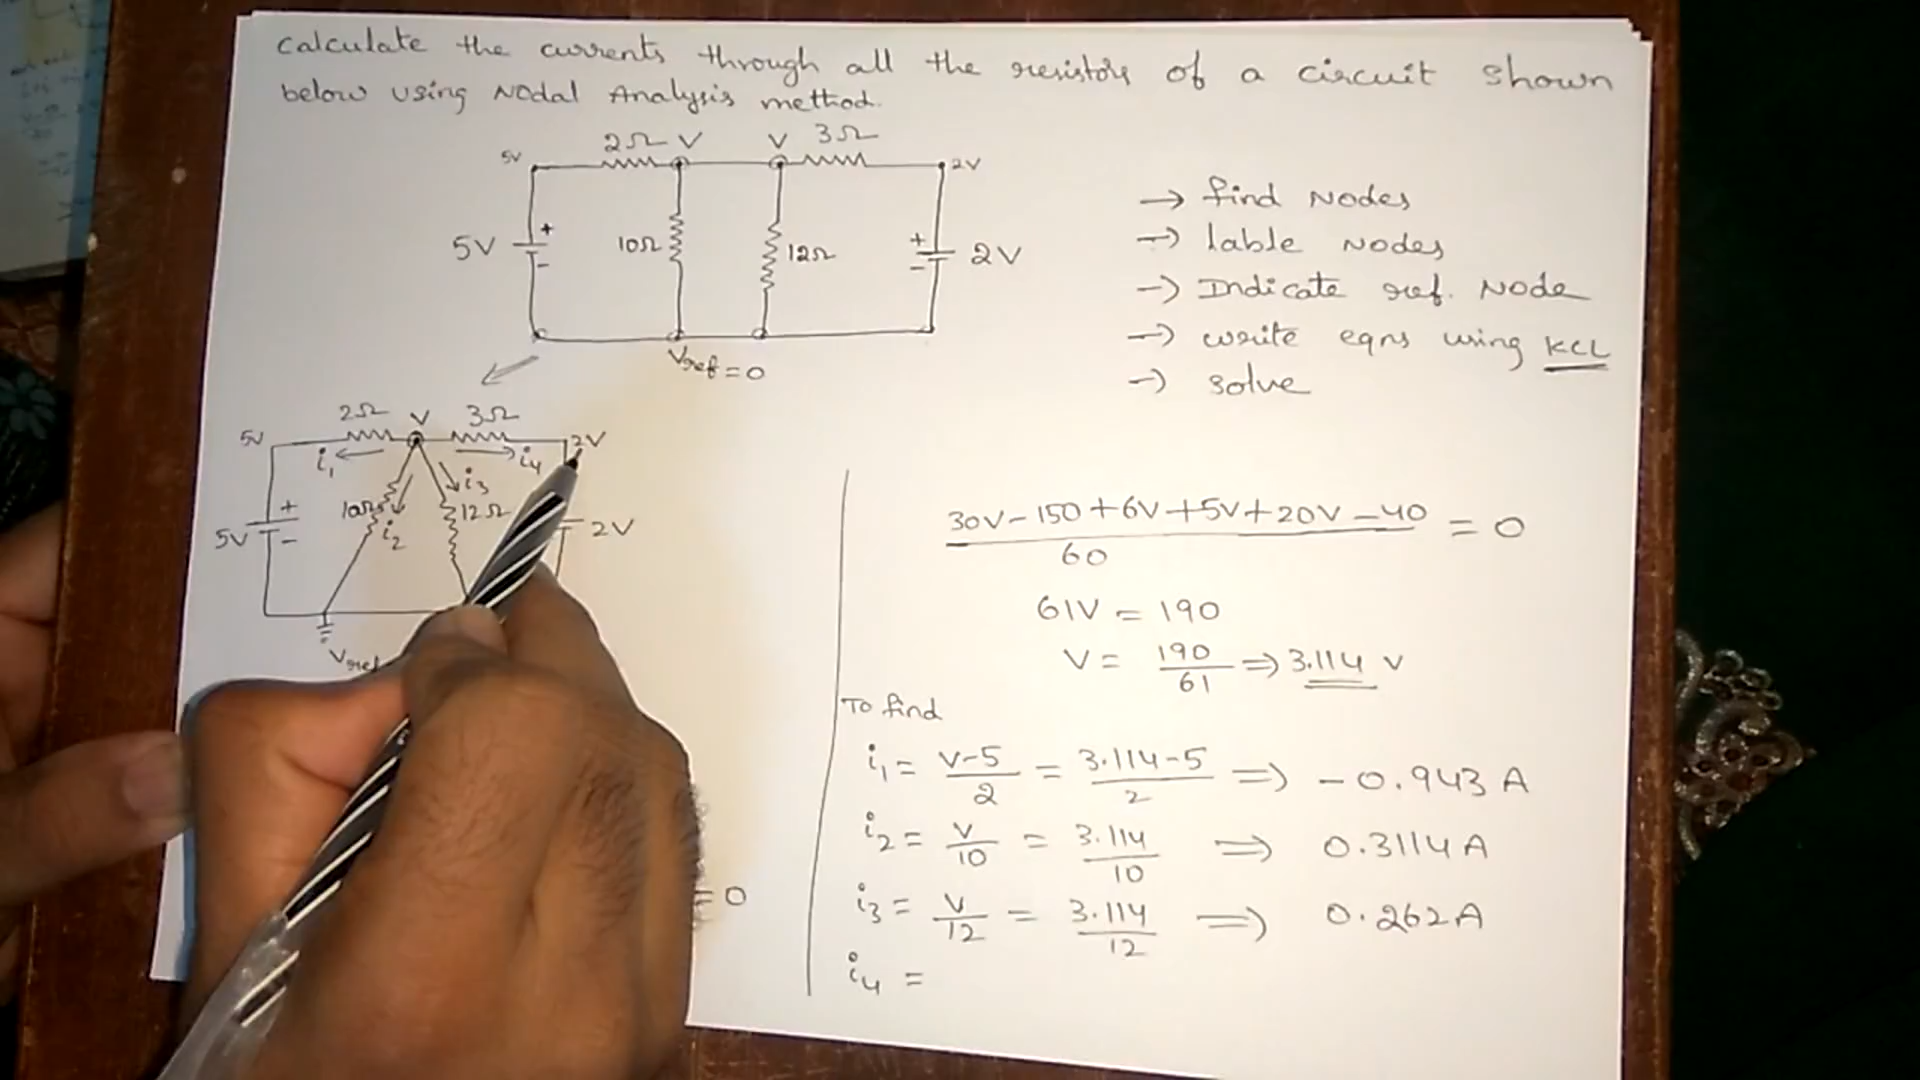 Calculate the currents through all the resistors of a circuit shown
below using Nodal Analysis method.
2Ω V V 3Ω
5V 2V
5V + - 10Ω 12Ω + - 2V
Vref = 0
→ find Nodes
→ lable Nodes
→ Indicate ref. Node
→ write eqns using KCL
→ solve
2Ω V 3Ω
5V 2V
i₁ i₄
i₃
10Ω 12Ω
i₂
5V + - 2V
Vref
= 0
30V - 150 + 6V + 5V + 20V - 40 = 0
60
61V = 190
V = 190/61 ⇒ 3.114 V
To find
i₁ = V-5/2 = 3.114-5/2 ⇒ -0.943 A
i₂ = V/10 = 3.114/10 ⇒ 0.3114 A
i₃ = V/12 = 3.114/12 ⇒ 0.262 A
i₄ =